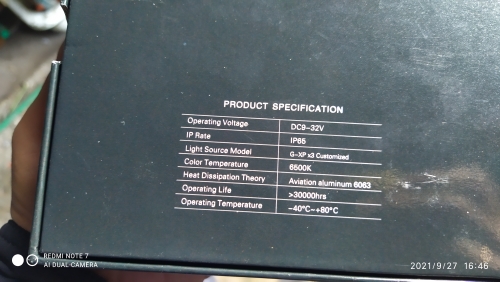 PRODUCT SPECIFICATION
Operating Voltage DC9-32V
IP Rate IP65
Light Source Model G-XP x3 Customized
Color Temperature 6500K
Heat Dissipation Theory Aviation aluminum 6063
Operating Life >30000hrs
Operating Temperature -40°C~+80°C
REDMI NOTE 7
AI DUAL CAMERA
2021/9/27 16:46